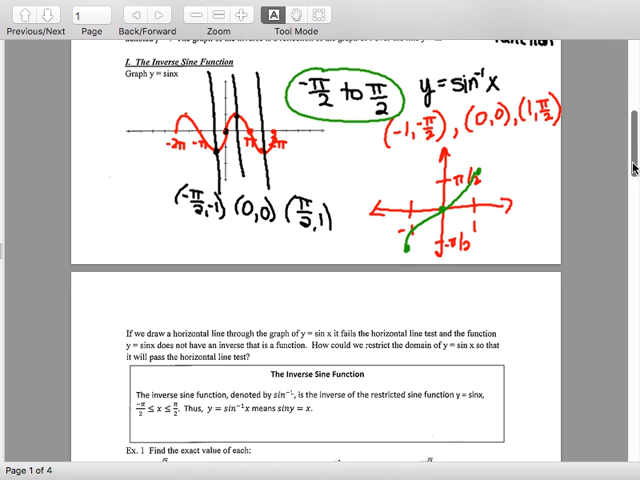 1
A
Previous/Next Page Back/Forward Zoom Tool Mode
function
I. The Inverse Sine Function
Graph y = sinx
-π/2 to π/2
y = sin⁻¹ x
(-1, -π/2), (0,0), (1, π/2)
-2π -π π 2π
(-π/2, -1) (0,0) (π/2, 1)
π/2
-1 1
-π/2
If we draw a horizontal line through the graph of y = sin x it fails the horizontal line test and the function
y = sinx does not have an inverse that is a function. How could we restrict the domain of y = sin x so that
it will pass the horizontal line test?
The Inverse Sine Function
The inverse sine function, denoted by sin⁻¹, is the inverse of the restricted sine function y = sinx,
-π/2 ≤ x ≤ π/2. Thus, y = sin⁻¹x means siny = x.
Ex. 1 Find the exact value of each:
Page 1 of 4